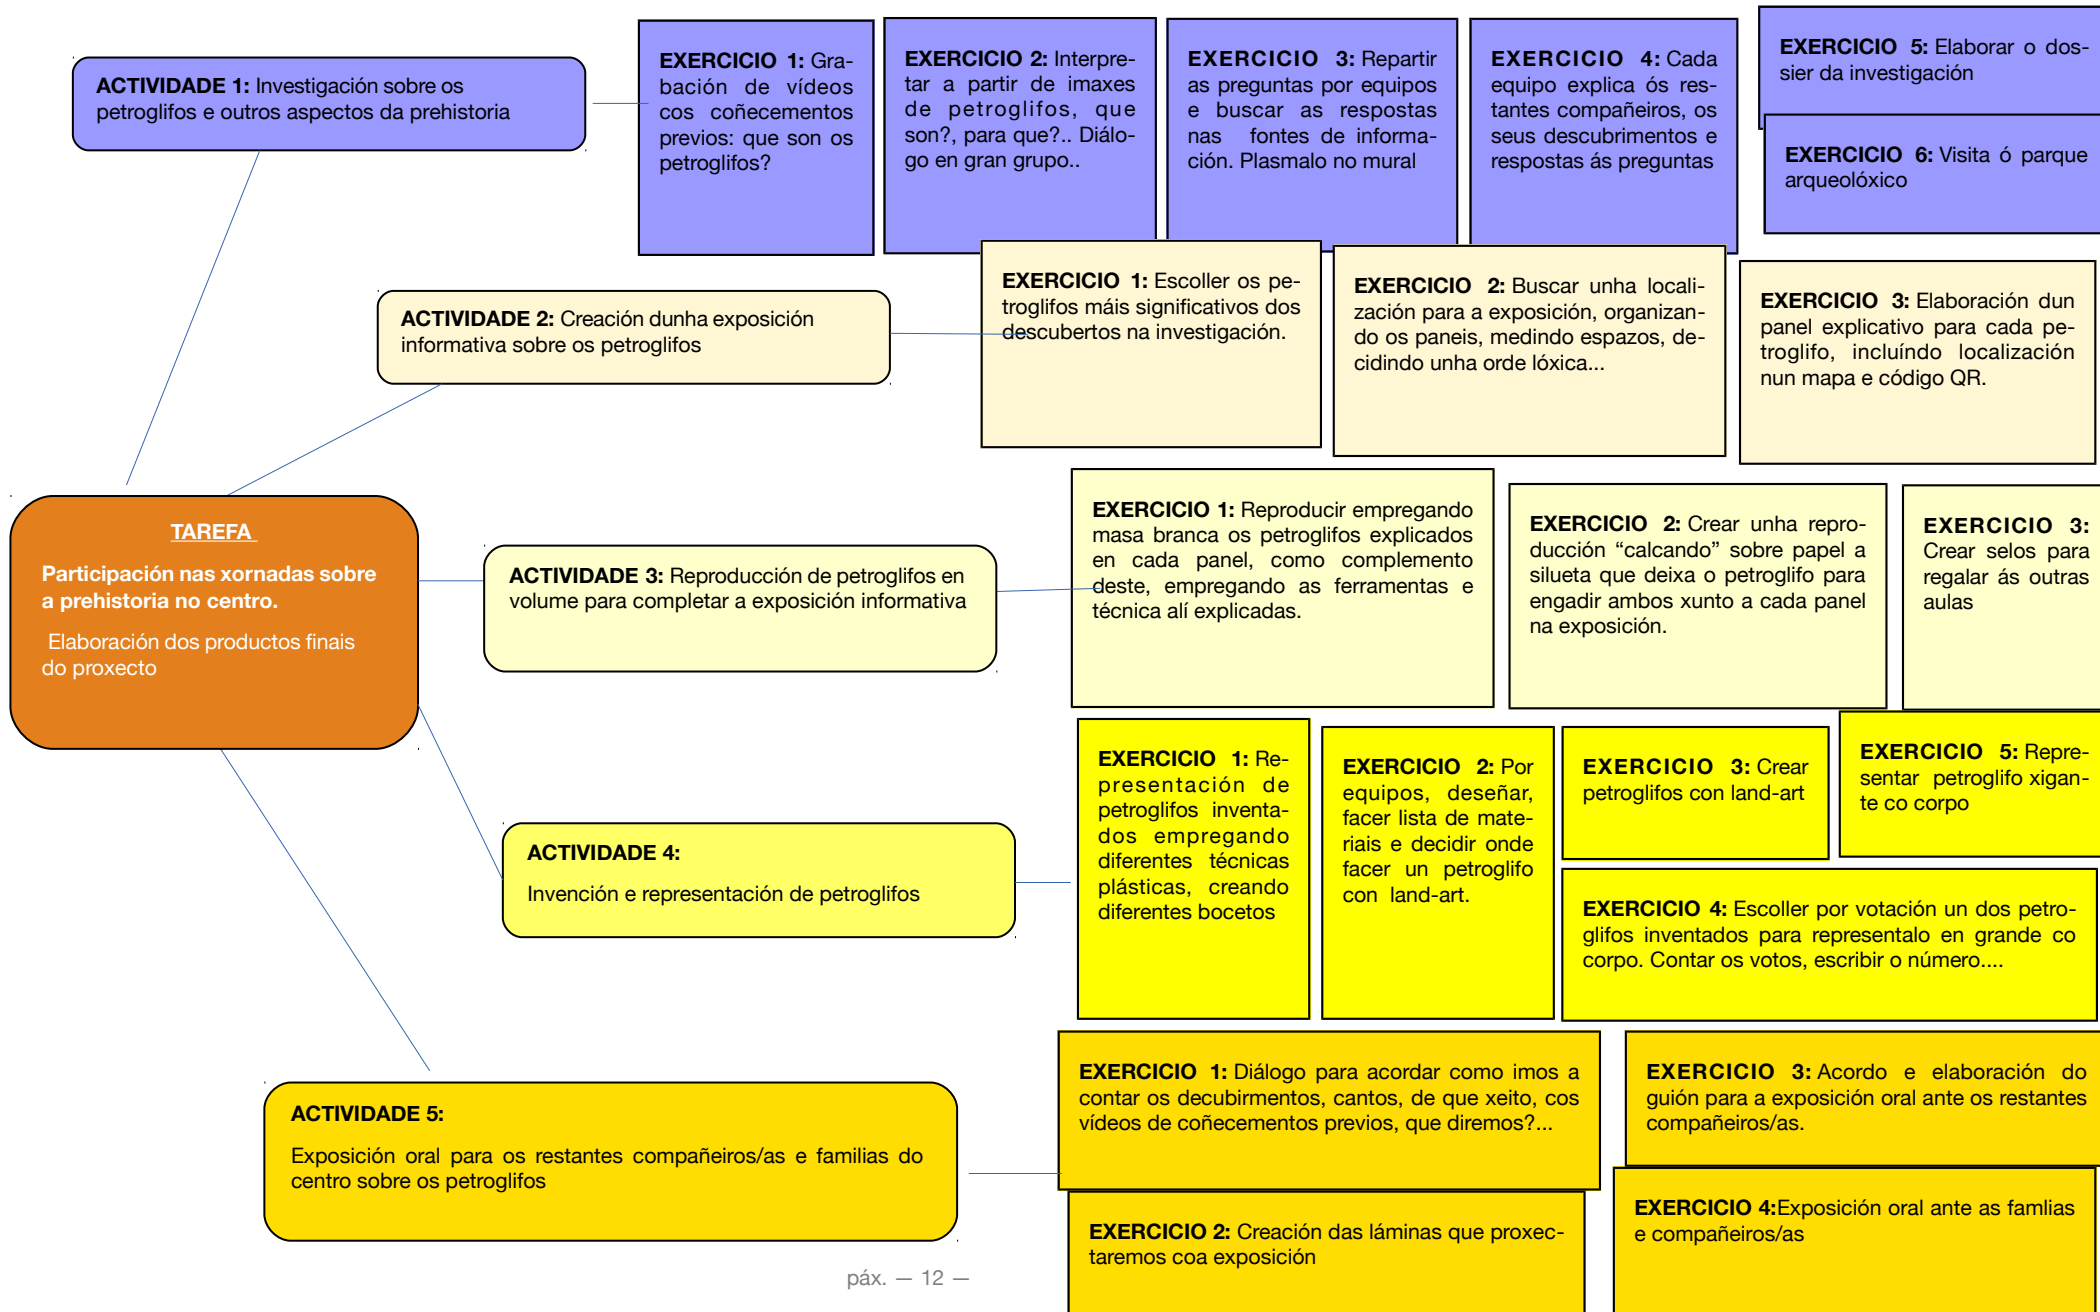 ACTIVIDADE 1: Investigación sobre os
petroglifos e outros aspectos da prehistoria
EXERCICIO 1: Gra-
bación de vídeos
cos coñecementos
previos: que son os
petroglifos?
EXERCICIO 2: Interpre-
tar a partir de imaxes
de petroglifos, que
son?, para que?.. Diálo-
go en gran grupo..
EXERCICIO 3: Repartir
as preguntas por equipos
e buscar as respostas
nas fontes de informa-
ción. Plasmalo no mural
EXERCICIO 4: Cada
equipo explica ós res-
tantes compañeiros, os
seus descubrimentos e
respostas ás preguntas
EXERCICIO 5: Elaborar o dos-
sier da investigación
EXERCICIO 6: Visita ó parque
arqueolóxico
ACTIVIDADE 2: Creación dunha exposición
informativa sobre os petroglifos
EXERCICIO 1: Escoller os pe-
troglifos máis significativos dos
descubertos na investigación.
EXERCICIO 2: Buscar unha locali-
zación para a exposición, organizan-
do os paneis, medindo espazos, de-
cidindo unha orde lóxica...
EXERCICIO 3: Elaboración dun
panel explicativo para cada pe-
troglifo, incluíndo localización
nun mapa e código QR.
TAREFA
Participación nas xornadas sobre
a prehistoria no centro.
Elaboración dos productos finais
do proxecto
ACTIVIDADE 3: Reproducción de petroglifos en
volume para completar a exposición informativa
EXERCICIO 1: Reproducir empregando
masa branca os petroglifos explicados
en cada panel, como complemento
deste, empregando as ferramentas e
técnica alí explicadas.
EXERCICIO 2: Crear unha repro-
ducción “calcando” sobre papel a
silueta que deixa o petroglifo para
engadir ambos xunto a cada panel
na exposición.
EXERCICIO 3:
Crear selos para
regalar ás outras
aulas
ACTIVIDADE 4:
Invención e representación de petroglifos
EXERCICIO 1: Re-
presentación de
petroglifos inventa-
dos empregando
diferentes técnicas
plásticas, creando
diferentes bocetos
EXERCICIO 2: Por
equipos, deseñar,
facer lista de mate-
riais e decidir onde
facer un petroglifo
con land-art.
EXERCICIO 3: Crear
petroglifos con land-art
EXERCICIO 5: Repre-
sentar petroglifo xigan-
te co corpo
EXERCICIO 4: Escoller por votación un dos petro-
glifos inventados para representalo en grande co
corpo. Contar os votos, escribir o número....
ACTIVIDADE 5:
Exposición oral para os restantes compañeiros/as e familias do
centro sobre os petroglifos
EXERCICIO 1: Diálogo para acordar como imos a
contar os decubirmentos, cantos, de que xeito, cos
vídeos de coñecementos previos, que diremos?...
EXERCICIO 3: Acordo e elaboración do
guión para a exposición oral ante os restantes
compañeiros/as.
EXERCICIO 2: Creación das láminas que proxec-
taremos coa exposición
EXERCICIO 4:Exposición oral ante as famlias
e compañeiros/as
páx. — 12 —